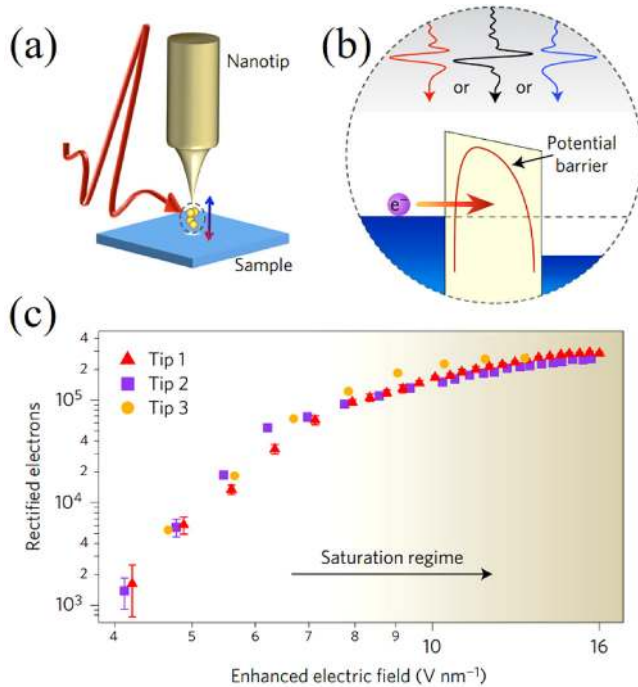 (a)
Nanotip
Sample
(b)
or
or
Potential
barrier
e⁻
(c)
Tip 1
Tip 2
Tip 3
Saturation regime
Rectified electrons
4
2
10⁵
4
2
10⁴
4
2
10³
4
5
6
7
8
9
10
16
Enhanced electric field (V nm⁻¹)